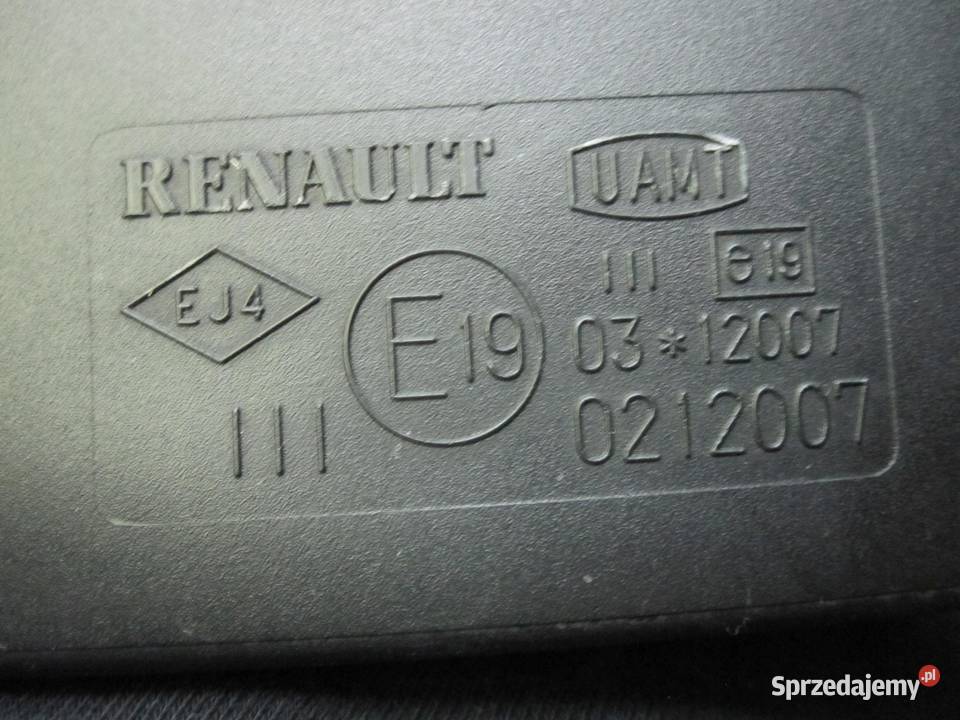 RENAULT UAMT
EJ4 E19 III e19
03*12007
III 0212007
Sprzedajemy.pl